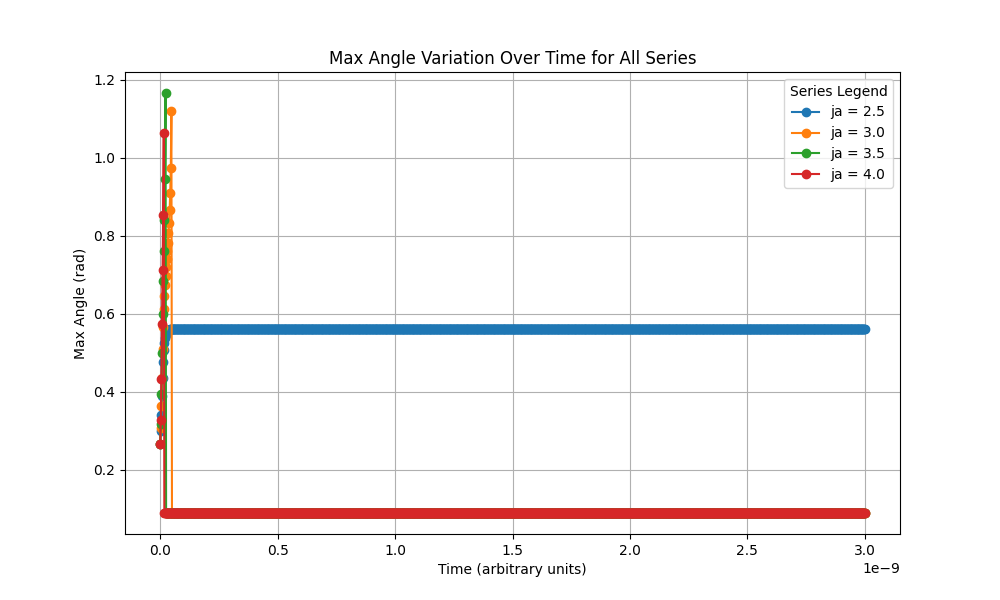 Max Angle Variation Over Time for All Series
Max Angle (rad)
1.2
1.0
0.8
0.6
0.4
0.2
Series Legend
ja = 2.5
ja = 3.0
ja = 3.5
ja = 4.0
0.0 0.5 1.0 1.5 2.0 2.5 3.0
1e−9
Time (arbitrary units)